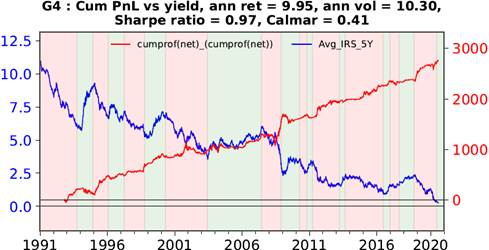 G4 : Cum PnL vs yield, ann ret = 9.95, ann vol = 10.30,
Sharpe ratio = 0.97, Calmar = 0.41
cumprof(net)_(cumprof(net)) Avg_IRS_5Y
12.5
10.0
7.5
5.0
2.5
0.0
3000
2000
1000
0
1991 1996 2001 2006 2011 2016 2020